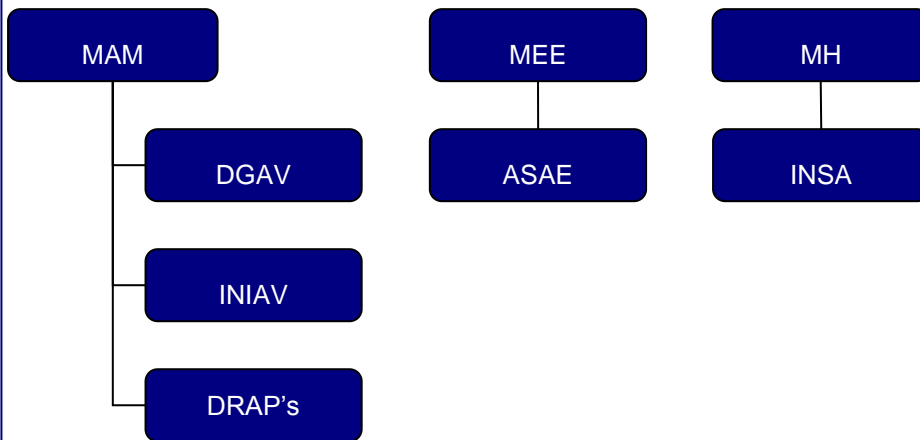 MAM
MEE
MH
DGAV
ASAE
INSA
INIAV
DRAP's